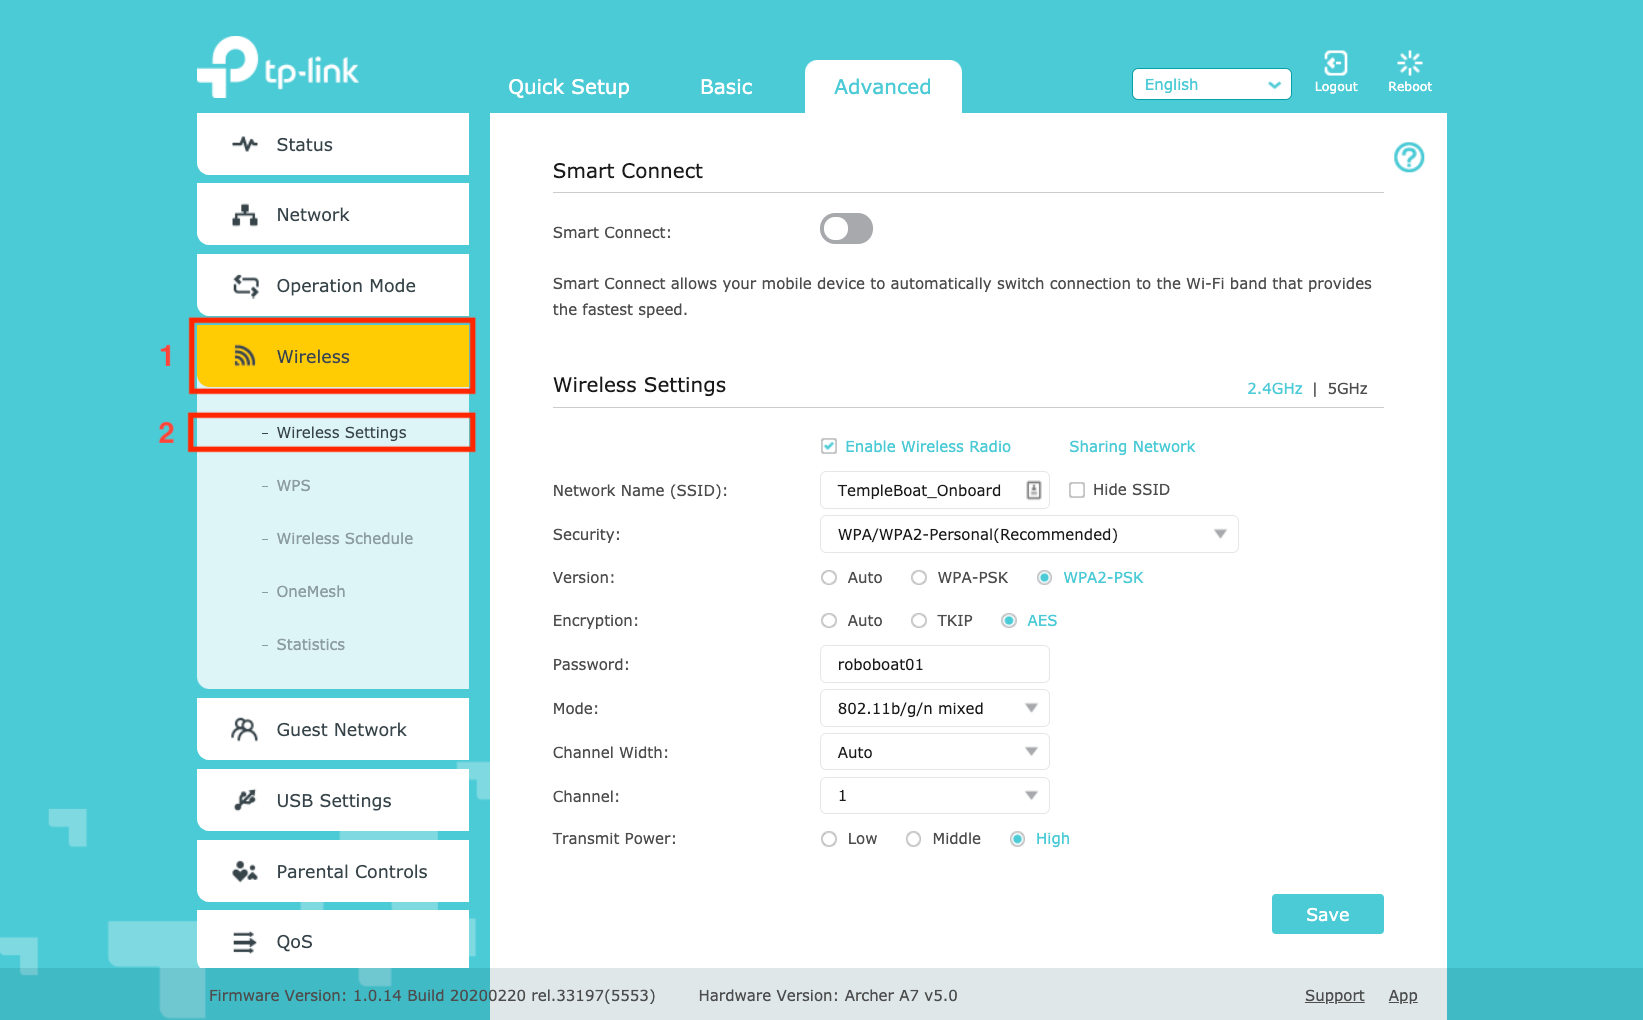 tp-link
Quick Setup Basic Advanced English Logout Reboot
Status
Network
Operation Mode
1 Wireless
2 - Wireless Settings
- WPS
- Wireless Schedule
- OneMesh
- Statistics
Guest Network
USB Settings
Parental Controls
QoS
Smart Connect
Smart Connect:
Smart Connect allows your mobile device to automatically switch connection to the Wi-Fi band that provides
the fastest speed.
Wireless Settings 2.4GHz | 5GHz
Enable Wireless Radio Sharing Network
Network Name (SSID): TempleBoat_Onboard Hide SSID
Security: WPA/WPA2-Personal(Recommended)
Version: Auto WPA-PSK WPA2-PSK
Encryption: Auto TKIP AES
Password: roboboat01
Mode: 802.11b/g/n mixed
Channel Width: Auto
Channel: 1
Transmit Power: Low Middle High
Save
Firmware Version: 1.0.14 Build 20200220 rel.33197(5553) Hardware Version: Archer A7 v5.0 Support App